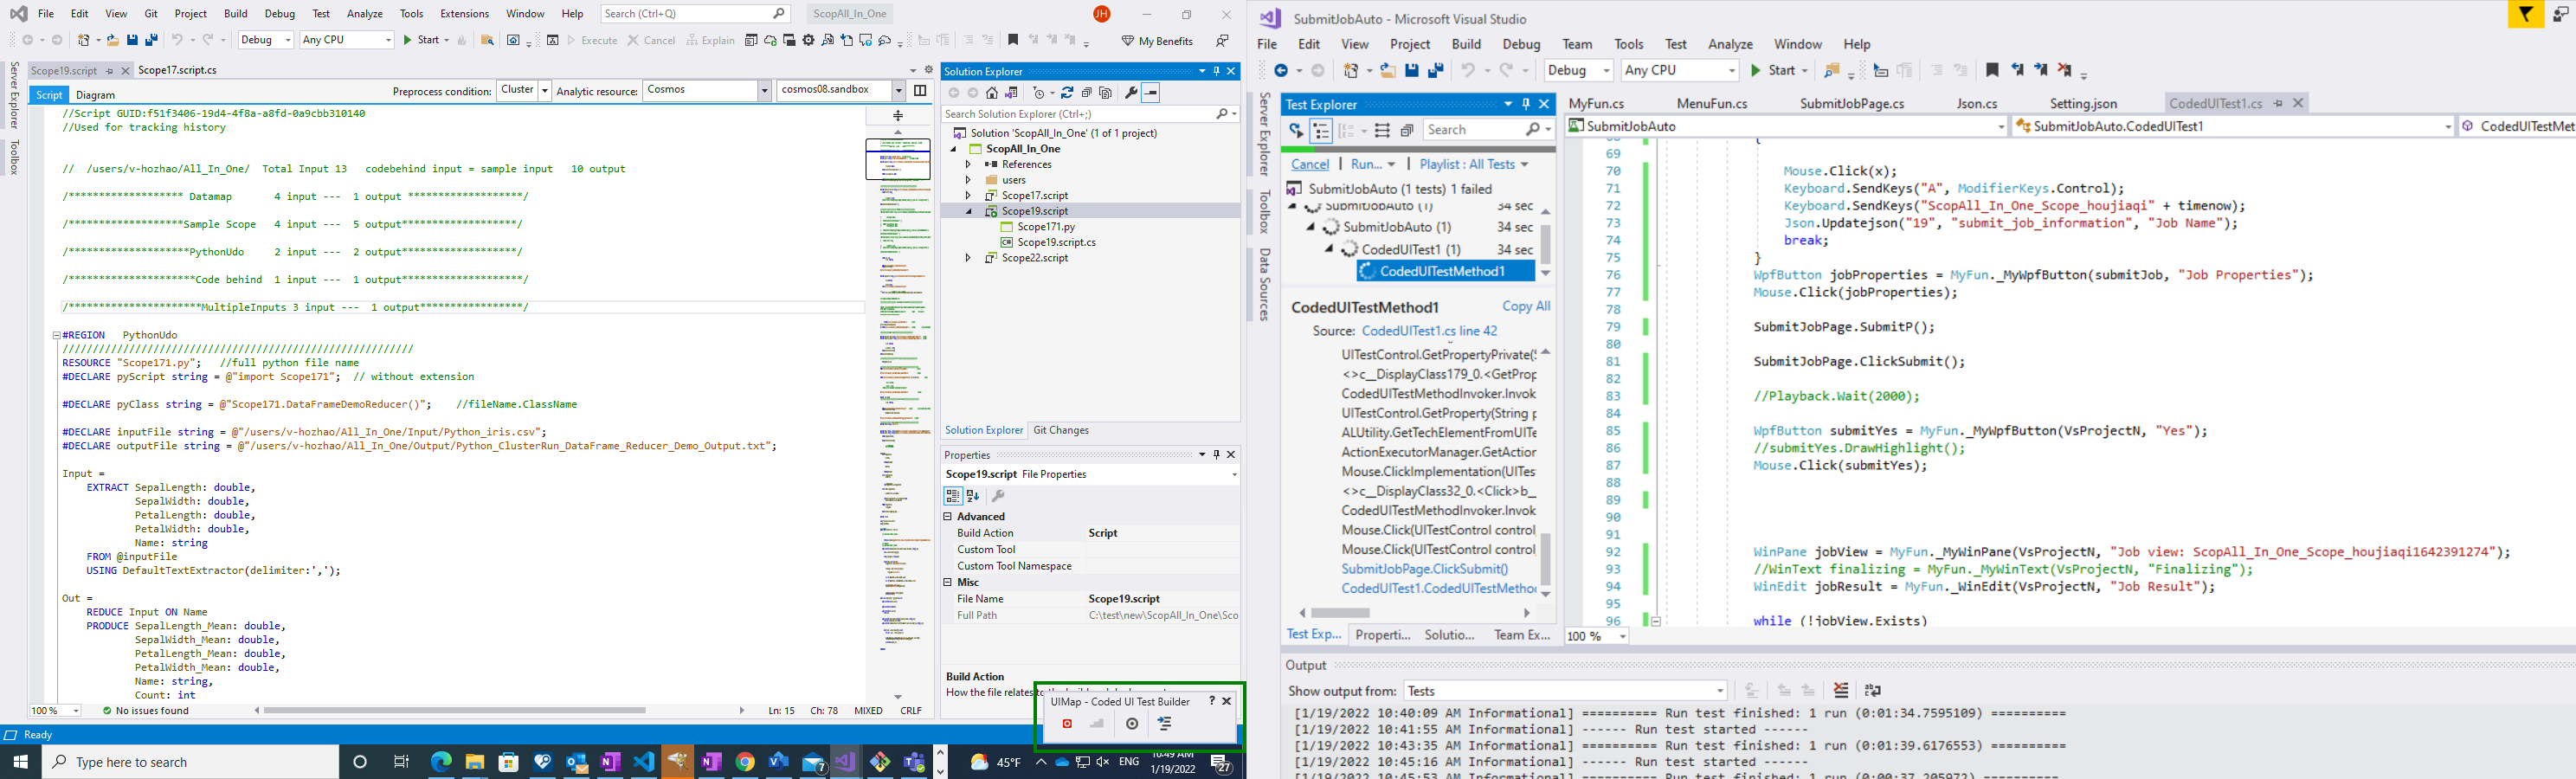 File Edit View Git Project Build Debug Test Analyze Tools Extensions Window Help Search (Ctrl+Q) ScopAll_In_One JH
Debug Any CPU Start Execute Cancel Explain My Benefits
Server Explorer
Toolbox
Scope19.script Scope17.script.cs
Script Diagram Preprocess condition: Cluster Analytic resource: Cosmos cosmos08.sandbox
//Script GUID:f51f3406-19d4-4f8a-a8fd-0a9cbb310140
//Used for tracking history
// /users/v-hozhao/All_In_One/ Total Input 13 codebehind input = sample input 10 output
/******************* Datamap 4 input --- 1 output *******************/
/*******************Sample Scope 4 input --- 5 output*******************/
/********************PythonUdo 2 input --- 2 output*******************/
/*********************Code behind 1 input --- 1 output********************/
/**********************MultipleInputs 3 input --- 1 output*****************/
#REGION PythonUdo
//////////////////////////////////////////////////////////
RESOURCE "Scope171.py"; //full python file name
#DECLARE pyScript string = @"import Scope171"; // without extension
#DECLARE pyClass string = @"Scope171.DataFrameDemoReducer()"; //fileName.ClassName
#DECLARE inputFile string = @"/users/v-hozhao/All_In_One/Input/Python_iris.csv";
#DECLARE outputFile string = @"/users/v-hozhao/All_In_One/Output/Python_ClusterRun_DataFrame_Reducer_Demo_Output.txt";
Input =
EXTRACT SepalLength: double,
SepalWidth: double,
PetalLength: double,
PetalWidth: double,
Name: string
FROM @inputFile
USING DefaultTextExtractor(delimiter:',');
Out =
REDUCE Input ON Name
PRODUCE SepalLength_Mean: double,
SepalWidth_Mean: double,
PetalLength_Mean: double,
PetalWidth_Mean: double,
Name: string,
Count: int
100 % No issues found Ln: 15 Ch: 78 MIXED CRLF
Solution Explorer
Search Solution Explorer (Ctrl+;)
Solution 'ScopAll_In_One' (1 of 1 project)
ScopAll_In_One
References
users
Scope17.script
Scope19.script
Scope171.py
Scope19.script.cs
Scope22.script
Solution Explorer Git Changes
Properties
Scope19.script File Properties
Advanced
Build Action Script
Custom Tool
Custom Tool Namespace
Misc
File Name Scope19.script
Full Path C:\test\new\ScopAll_In_One\Sco
Build Action
How the file relates to the
UIMap - Coded UI Test Builder ?
Ready
Type here to search 7 45°F ENG 10:49 AM
1/19/2022 27
SubmitJobAuto - Microsoft Visual Studio
File Edit View Project Build Debug Team Tools Test Analyze Window Help
Debug Any CPU Start
Server Explorer
Toolbox
Data Sources
Test Explorer
Search
Cancel Run... Playlist : All Tests
SubmitJobAuto (1 tests) 1 failed
SubmitJobAuto (1) 34 sec
SubmitJobAuto (1) 34 sec
CodedUITest1 (1) 34 sec
CodedUITestMethod1
CodedUITestMethod1 Copy All
Source: CodedUITest1.cs line 42
UITestControl.GetPropertyPrivate(S
<>c__DisplayClass179_0.<GetProp
CodedUITestMethodInvoker.Invok
UITestControl.GetProperty(String p
ALUtility.GetTechElementFromUITe
ActionExecutorManager.GetAction
Mouse.ClickImplementation(UITes
<>c__DisplayClass32_0.<Click>b__
CodedUITestMethodInvoker.Invok
Mouse.Click(UITestControl control
Mouse.Click(UITestControl control
SubmitJobPage.ClickSubmit()
CodedUITest1.CodedUITestMetho
Test Exp... Properti... Solutio... Team Ex...
MyFun.cs MenuFun.cs SubmitJobPage.cs Json.cs Setting.json CodedUITest1.cs
SubmitJobAuto SubmitJobAuto.CodedUITest1 CodedUITestMet
69
70 Mouse.Click(x);
71 Keyboard.SendKeys("A", ModifierKeys.Control);
72 Keyboard.SendKeys("ScopAll_In_One_Scope_houjiaqi" + timenow);
73 Json.Updatejson("19", "submit_job_information", "Job Name");
74 break;
75 }
76 WpfButton jobProperties = MyFun._MyWpfButton(submitJob, "Job Properties");
77 Mouse.Click(jobProperties);
78
79 SubmitJobPage.SubmitP();
80
81 SubmitJobPage.ClickSubmit();
82
83 //Playback.Wait(2000);
84
85 WpfButton submitYes = MyFun._MyWpfButton(VsProjectN, "Yes");
86 //submitYes.DrawHighlight();
87 Mouse.Click(submitYes);
88
89
90
91
92 WinPane jobView = MyFun._MyWinPane(VsProjectN, "Job view: ScopAll_In_One_Scope_houjiaqi1642391274");
93 //WinText finalizing = MyFun._MyWinText(VsProjectN, "Finalizing");
94 WinEdit jobResult = MyFun._WinEdit(VsProjectN, "Job Result");
95
96 while (!jobView.Exists)
100 %
Output
Show output from: Tests
[1/19/2022 10:40:09 AM Informational] ========== Run test finished: 1 run (0:01:34.7595109) ==========
[1/19/2022 10:41:55 AM Informational] ------ Run test started ------
[1/19/2022 10:43:35 AM Informational] ========== Run test finished: 1 run (0:01:39.6176553) ==========
[1/19/2022 10:45:16 AM Informational] ------ Run test started ------
[1/19/2022 10:45:53 AM Informational] ========== Run test finished: 1 run (0:00:37.205972) ==========